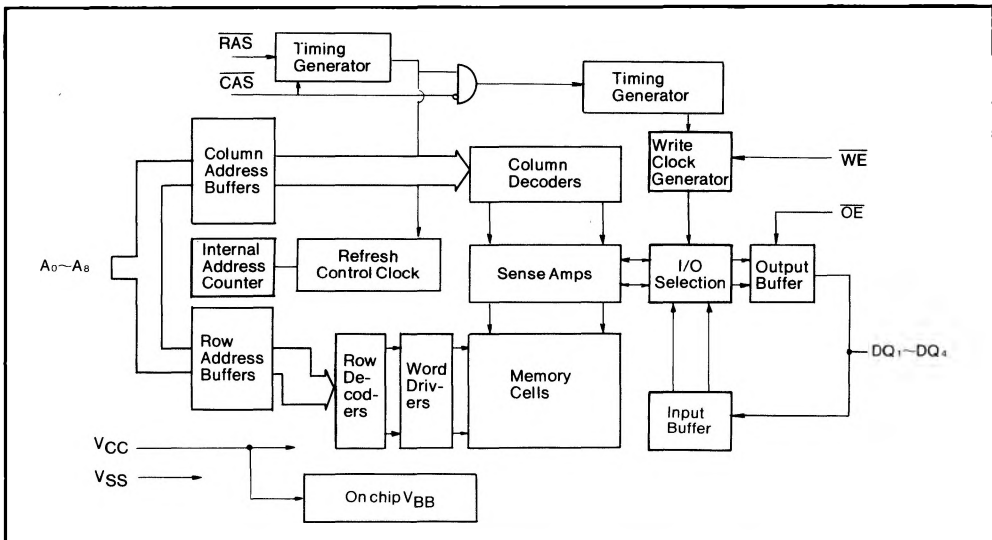 RAS
Timing
Generator
CAS
Timing
Generator
Column
Address
Buffers
Column
Decoders
Write
Clock
Generator
WE
OE
A0~A8
Internal
Address
Counter
Refresh
Control Clock
Sense Amps
I/O
Selection
Output
Buffer
Row
Address
Buffers
Row
De-
cod-
ers
Word
Driv-
ers
Memory
Cells
DQ1~DQ4
Input
Buffer
VCC
VSS
On chip VBB